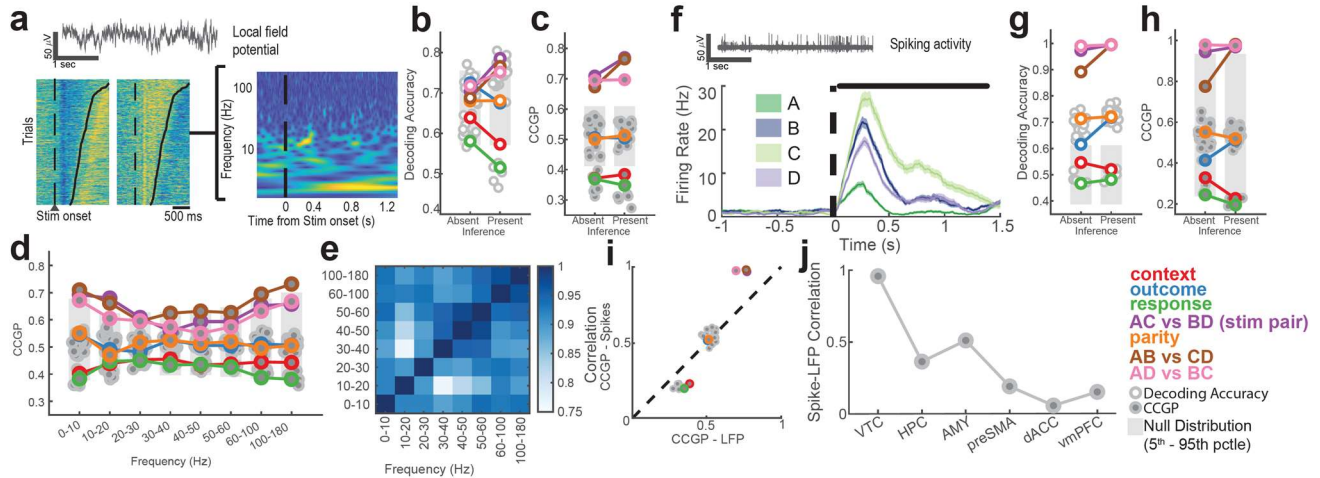 a
50 µV
1 sec
Local field
potential
Trials
Stim onset
500 ms
Frequency (Hz)
100
10
0
0.4
0.8
1.2
Time from Stim onset (s)
b
Decoding Accuracy
0.8
0.7
0.6
0.5
0.4
Absent Present
Inference
c
CCGP
0.8
0.7
0.6
0.5
0.4
0.3
Absent Present
Inference
f
50 µV
1 sec
Spiking activity
Firing Rate (Hz)
30
20
10
0
A
B
C
D
-1
-0.5
0
0.5
1
1.5
Time (s)
g
Decoding Accuracy
1
0.9
0.8
0.7
0.6
0.5
0.4
Absent Present
Inference
h
CCGP
1
0.8
0.6
0.4
0.2
Absent Present
Inference
d
CCGP
0.8
0.7
0.6
0.5
0.4
0.3
0-10
10-20
20-30
30-40
40-50
50-60
60-100
100-180
Frequency (Hz)
e
100-180
60-100
50-60
40-50
30-40
20-30
10-20
0-10
0-10
10-20
20-30
30-40
40-50
50-60
60-100
100-180
Frequency (Hz)
1
0.95
0.9
0.85
0.8
0.75
Correlation
i
CCGP - Spikes
1
0.5
0
0.5
1
CCGP - LFP
j
Spike-LFP Correlation
1
0.5
0
VTC
HPC
AMY
preSMA
dACC
vmPFC
context
outcome
response
AC vs BD (stim pair)
parity
AB vs CD
AD vs BC
Decoding Accuracy
CCGP
Null Distribution
(5th - 95th pctle)